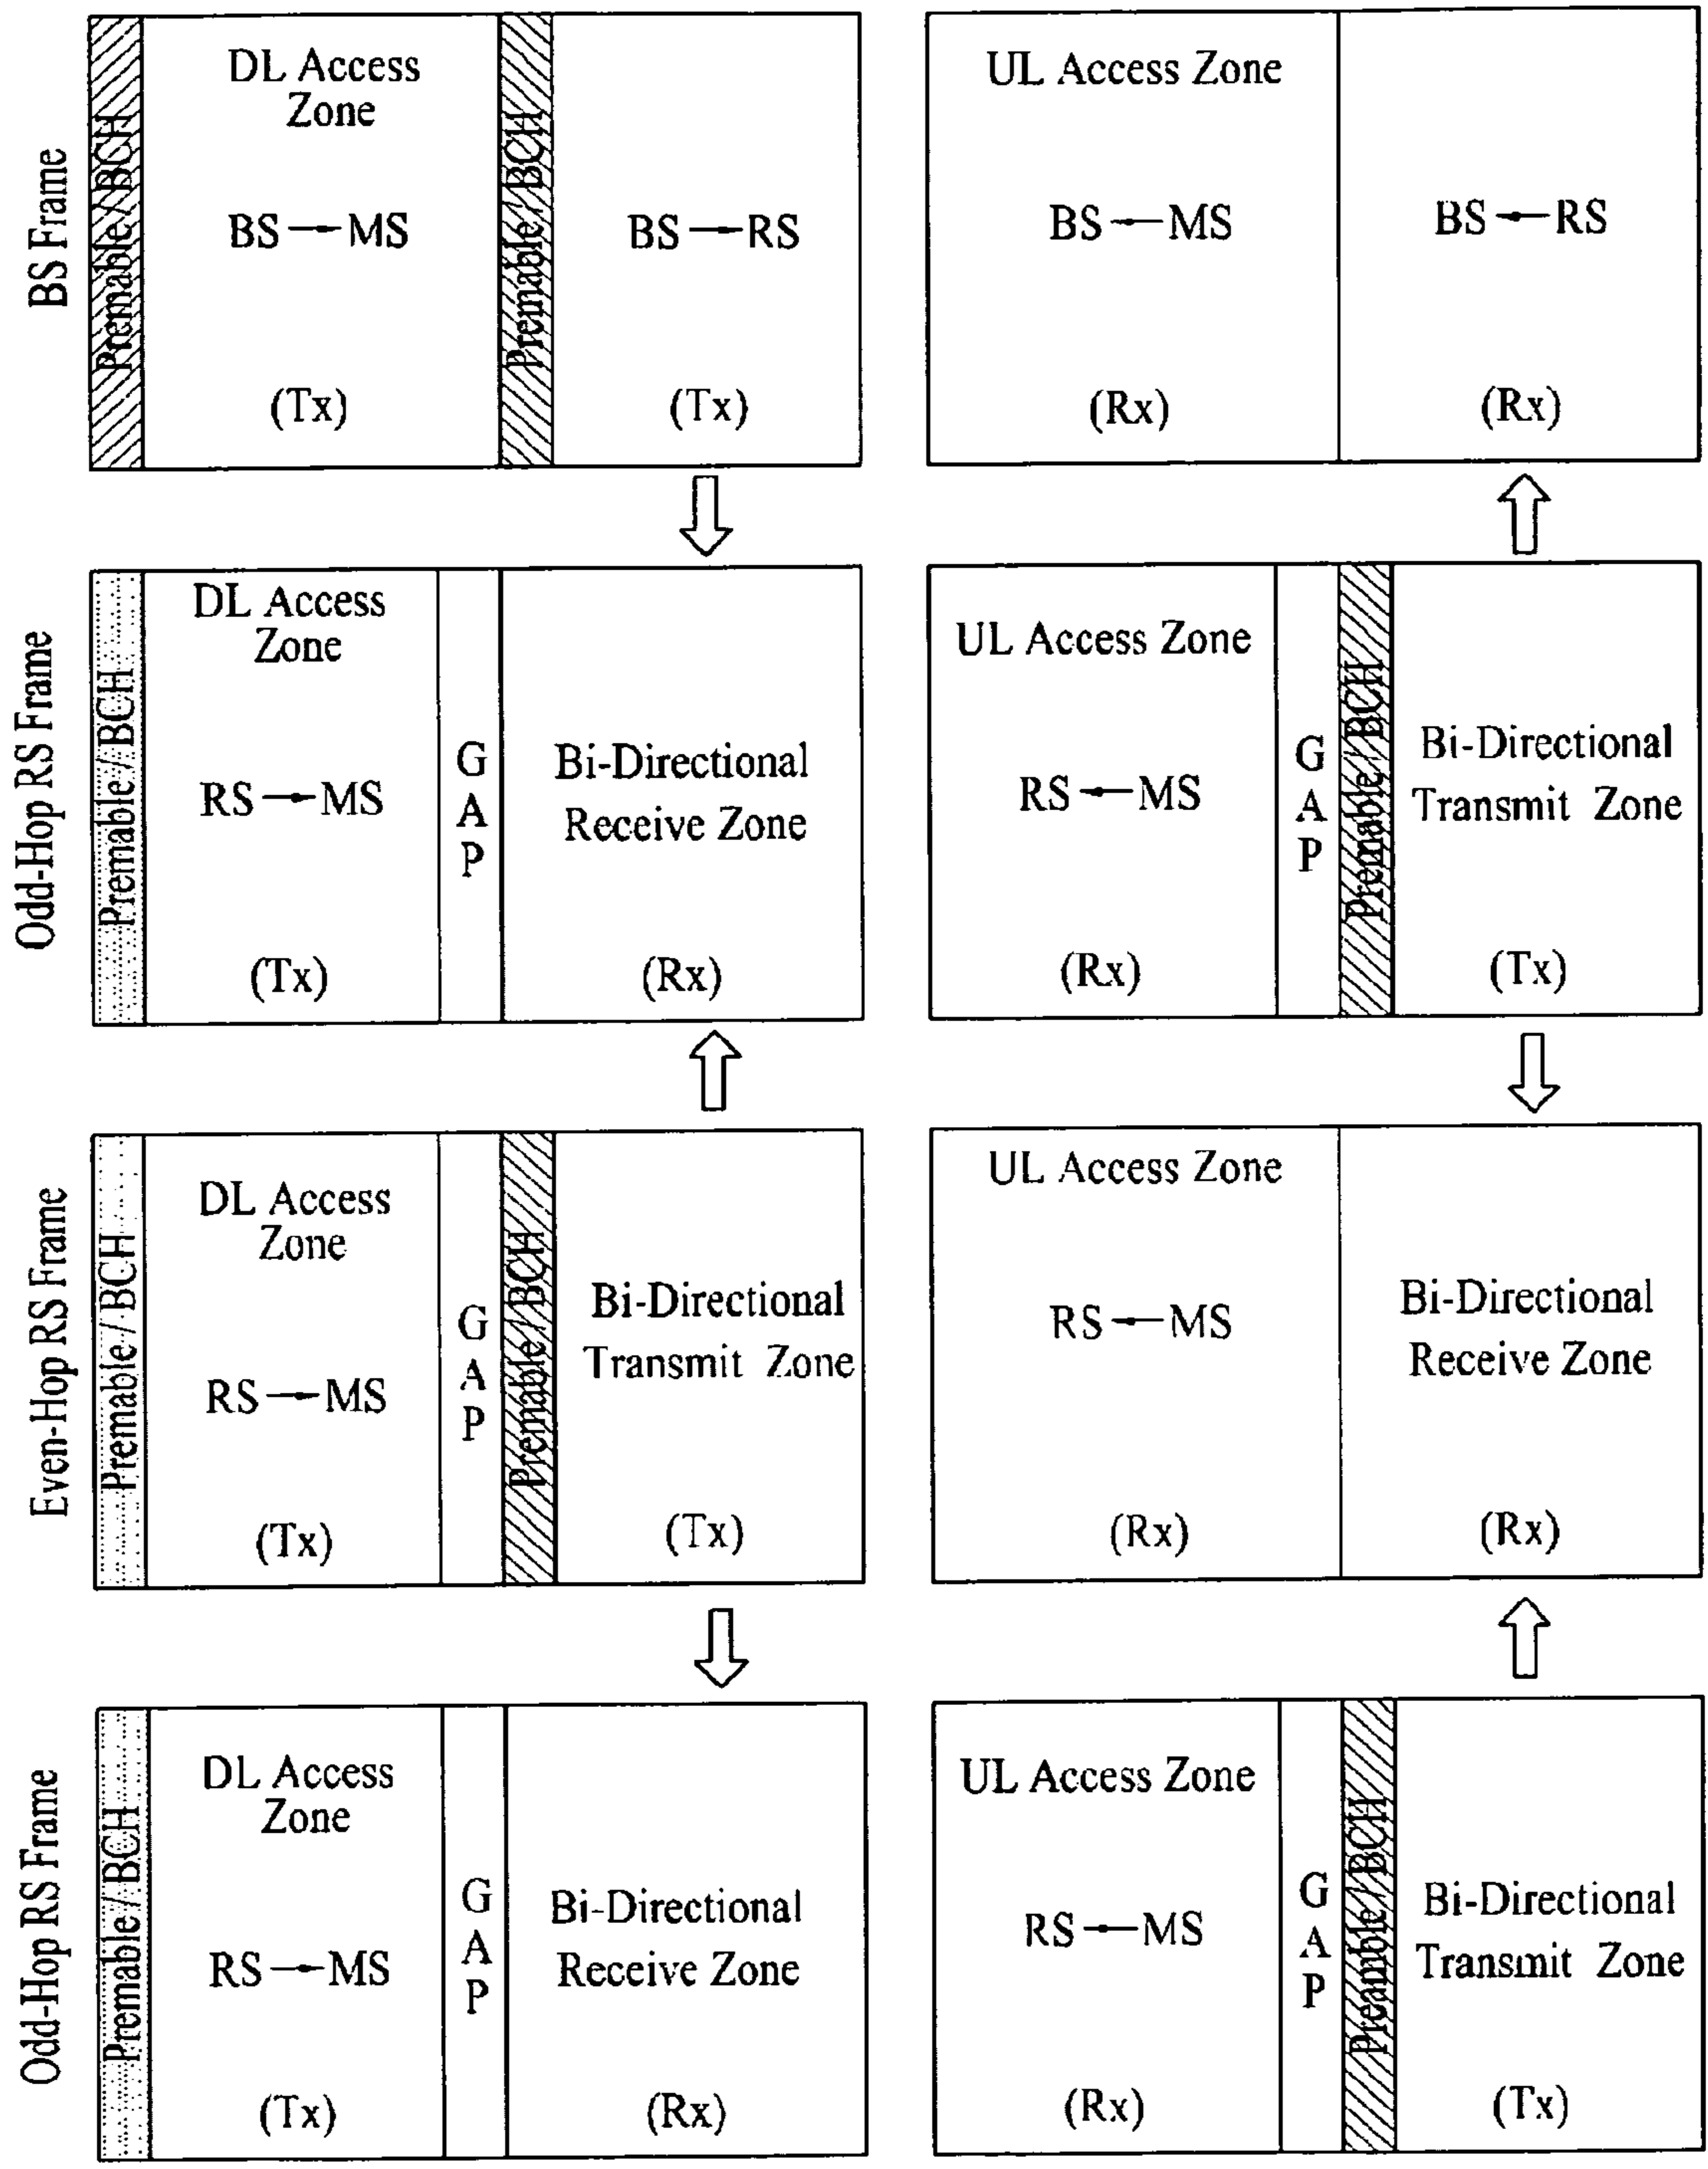 BS Frame
Premable/BCH
DL Access
Zone
BS → MS
(Tx)
Premable/BCH
BS → RS
(Tx)
UL Access Zone
BS ← MS
(Rx)
BS ← RS
(Rx)
Odd-Hop RS Frame
Premable/BCH
DL Access
Zone
RS → MS
(Tx)
G
A
P
Bi-Directional
Receive Zone
(Rx)
UL Access Zone
RS ← MS
(Rx)
G
A
P
Premable/BCH
Bi-Directional
Transmit Zone
(Tx)
Even-Hop RS Frame
Premable/BCH
DL Access
Zone
RS → MS
(Tx)
G
A
P
Premable/BCH
Bi-Directional
Transmit Zone
(Tx)
UL Access Zone
RS ← MS
(Rx)
Bi-Directional
Receive Zone
(Rx)
Odd-Hop RS Frame
Premable/BCH
DL Access
Zone
RS → MS
(Tx)
G
A
P
Bi-Directional
Receive Zone
(Rx)
UL Access Zone
RS ← MS
(Rx)
G
A
P
Preamble/BCH
Bi-Directional
Transmit Zone
(Tx)